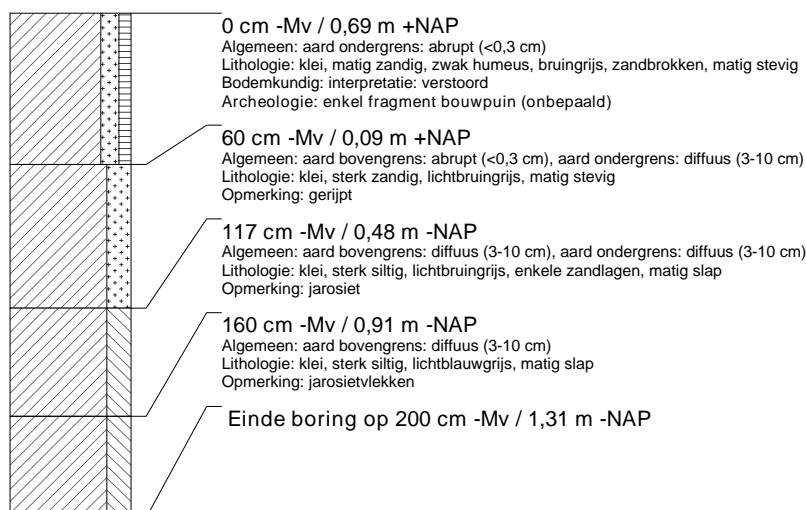 0 cm -Mv / 0,69 m +NAP
Algemeen: aard ondergrens: abrupt (<0,3 cm)
Lithologie: klei, matig zandig, zwak humeus, bruingrijs, zandbrokken, matig stevig
Bodemkundig: interpretatie: verstoord
Archeologie: enkel fragment bouwpuin (onbepaald)
60 cm -Mv / 0,09 m +NAP
Algemeen: aard bovengrens: abrupt (<0,3 cm), aard ondergrens: diffuus (3-10 cm)
Lithologie: klei, sterk zandig, lichtbruingrijs, matig stevig
Opmerking: gerijpt
117 cm -Mv / 0,48 m -NAP
Algemeen: aard bovengrens: diffuus (3-10 cm), aard ondergrens: diffuus (3-10 cm)
Lithologie: klei, sterk siltig, lichtbruingrijs, enkele zandlagen, matig slap
Opmerking: jarosiet
160 cm -Mv / 0,91 m -NAP
Algemeen: aard bovengrens: diffuus (3-10 cm)
Lithologie: klei, sterk siltig, lichtblauwgrijs, matig slap
Opmerking: jarosietvlekken
Einde boring op 200 cm -Mv / 1,31 m -NAP